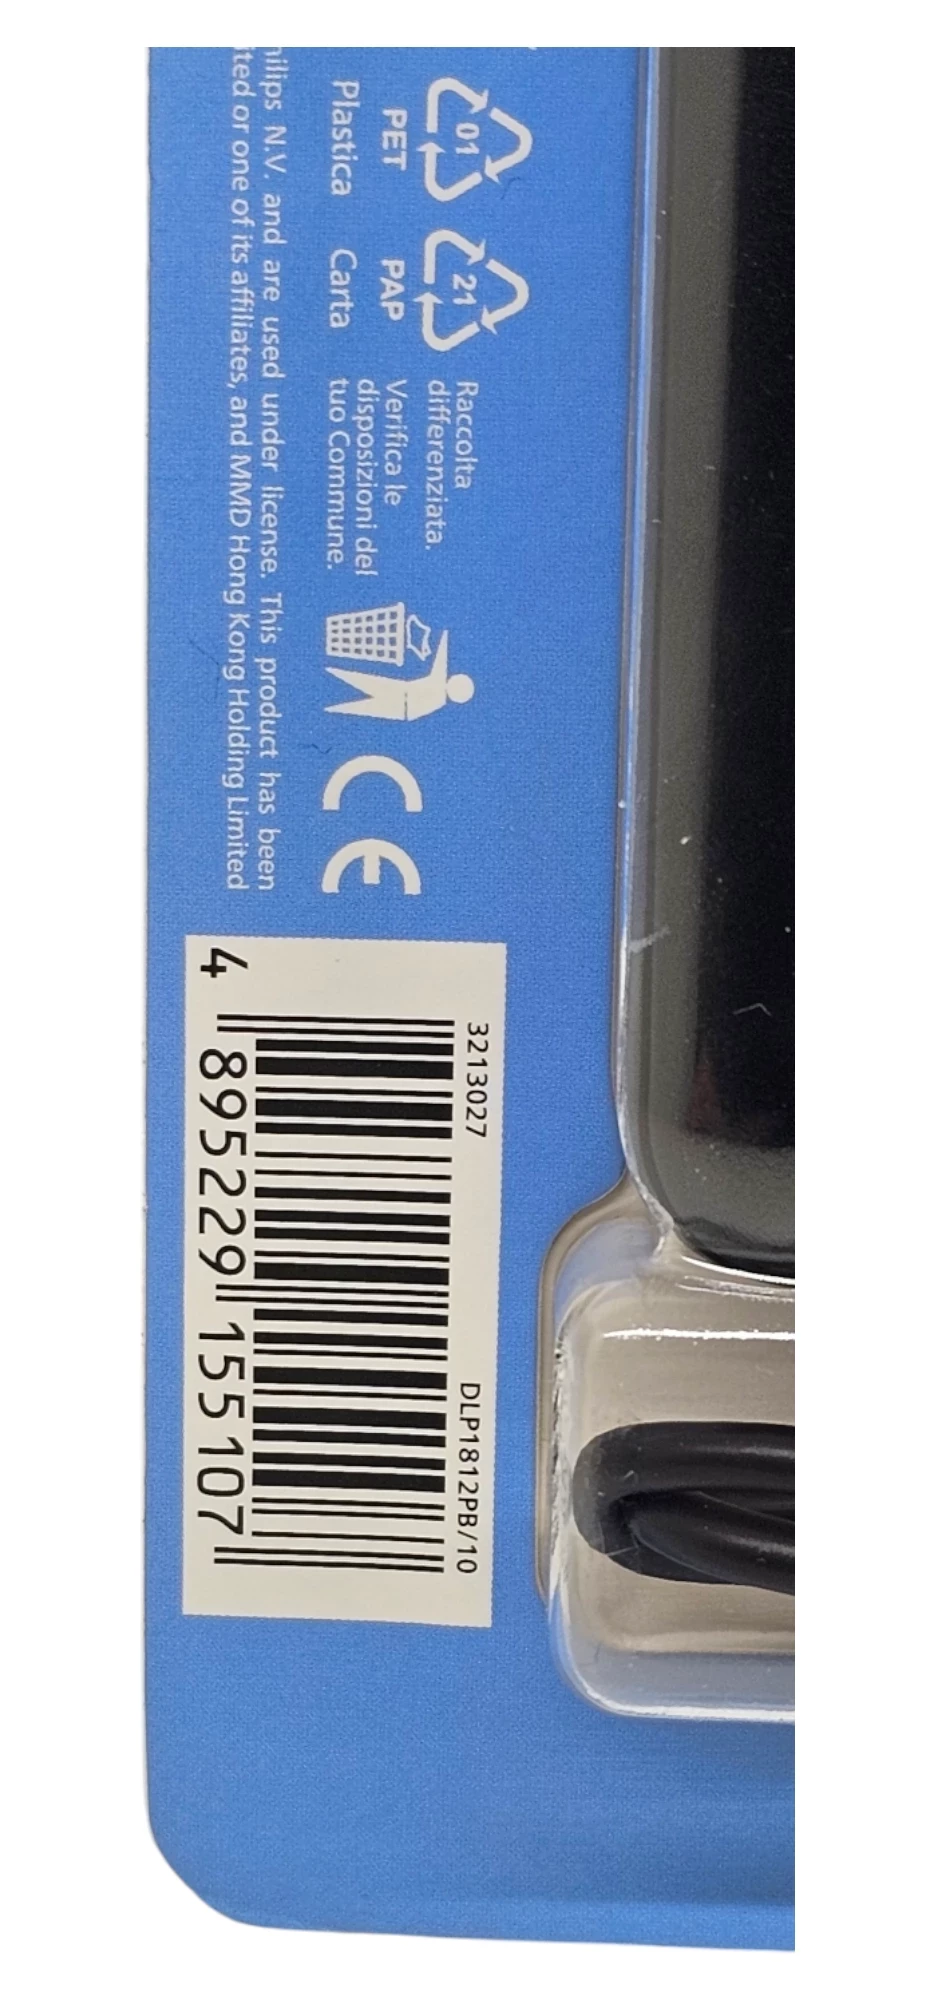 01
PET
Plastica
21
PAP
Carta
Raccolta
differenziata.
Verifica le
disposizioni del
tuo Commune.
CE
N.V. and are used under license. This product has been
or one of its affiliates, and MMD Hong Kong Holding Limited
3213027
DLP1812PB/10
4 895229 155107